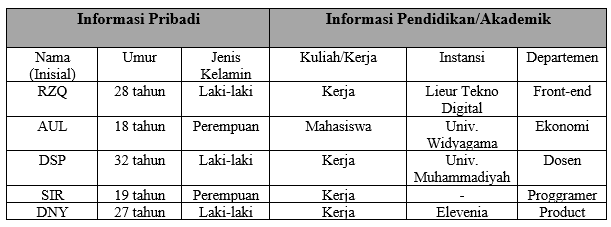 Informasi Pribadi Informasi Pendidikan/Akademik
Nama (Inisial) Umur Jenis Kelamin Kuliah/Kerja Instansi Departemen
RZQ 28 tahun Laki-laki Kerja Lieur Tekno Digital Front-end
AUL 18 tahun Perempuan Mahasiswa Univ. Widyagama Ekonomi
DSP 32 tahun Laki-laki Kerja Univ. Muhammadiyah Dosen
SIR 19 tahun Perempuan Kerja - Proggramer
DNY 27 tahun Laki-laki Kerja Elevenia Product